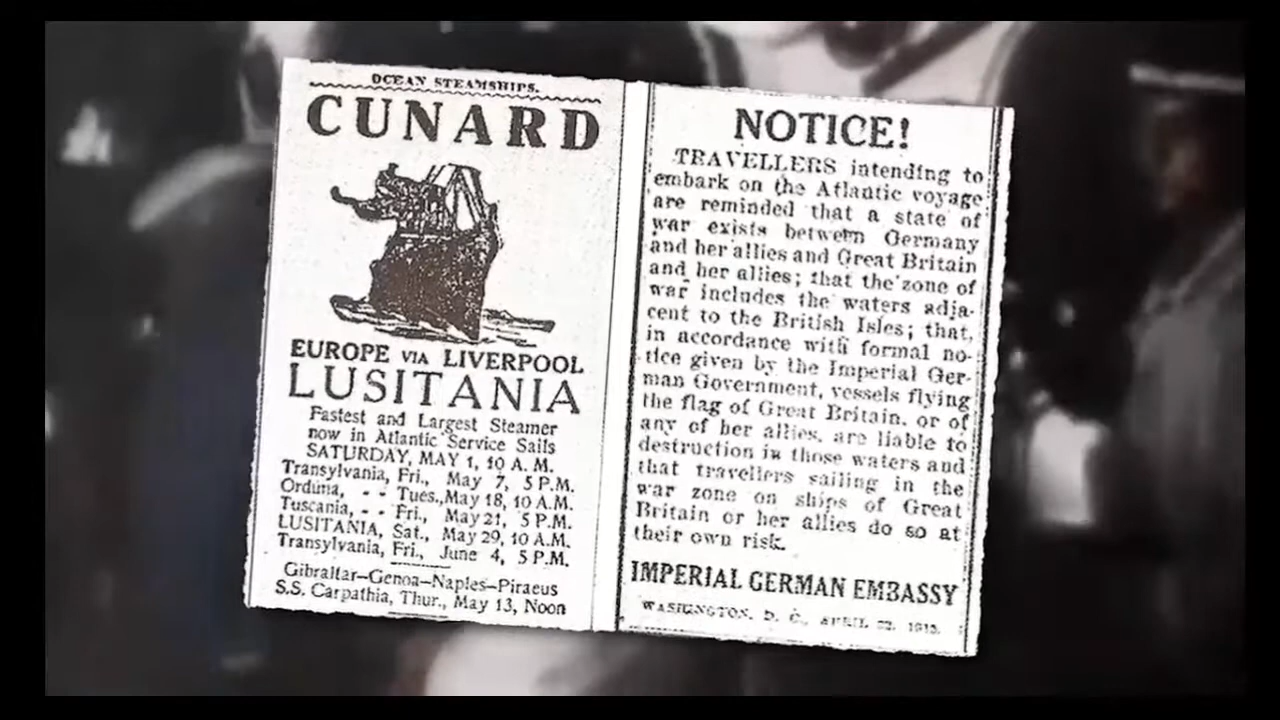 OCEAN STEAMSHIPS.
CUNARD
EUROPE VIA LIVERPOOL
LUSITANIA
Fastest and Largest Steamer
now in Atlantic Service Sails
SATURDAY, MAY 1, 10 A. M.
Transylvania, Fri., May 7, 5 P.M.
Orduna, - - Tues., May 18, 10 A.M.
Tuscania, - - Fri., May 21, 5 P.M.
LUSITANIA, Sat., May 29, 10 A.M.
Transylvania, Fri., June 4, 5 P.M.
Gibraltar–Genoa–Naples–Piraeus
S.S. Carpathia, Thur., May 13, Noon
NOTICE!
TRAVELLERS intending to
embark on the Atlantic voyage
are reminded that a state of
war exists between Germany
and her allies and Great Britain
and her allies; that the zone of
war includes the waters adja-
cent to the British Isles; that,
in accordance with formal no-
tice given by the Imperial Ger-
man Government, vessels flying
the flag of Great Britain, or of
any of her allies, are liable to
destruction in those waters and
that travellers sailing in the
war zone on ships of Great
Britain or her allies do so at
their own risk.
IMPERIAL GERMAN EMBASSY
WASHINGTON, D. C., APRIL 22, 1915.